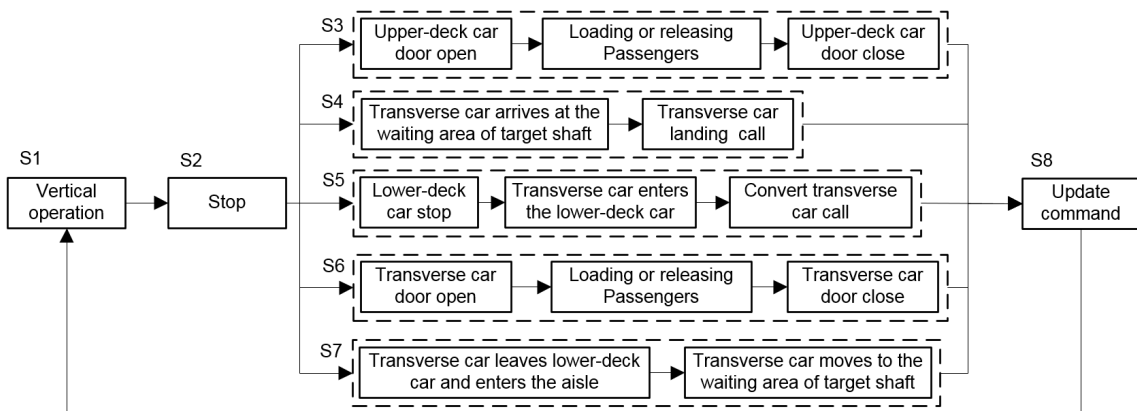 S1
Vertical
operation
S2
Stop
S3
Upper-deck car
door open
Loading or releasing
Passengers
Upper-deck car
door close
S4
Transverse car arrives at the
waiting area of target shaft
Transverse car
landing call
S5
Lower-deck
car stop
Transverse car enters
the lower-deck car
Convert transverse
car call
S6
Transverse car
door open
Loading or releasing
Passengers
Transverse car
door close
S7
Transverse car leaves lower-deck
car and enters the aisle
Transverse car moves to the
waiting area of target shaft
S8
Update
command